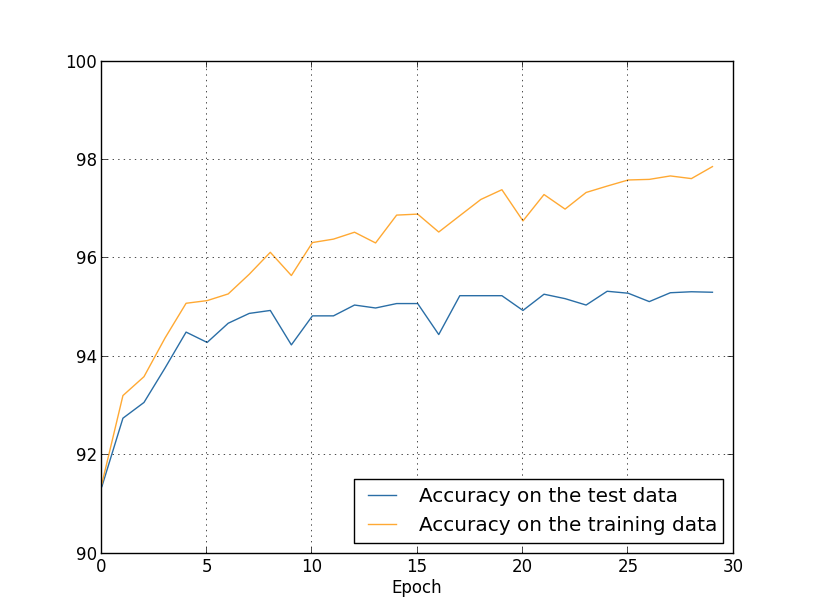 100
98
96
94
92
90
0 5 10 15 20 25 30
Epoch
Accuracy on the test data
Accuracy on the training data